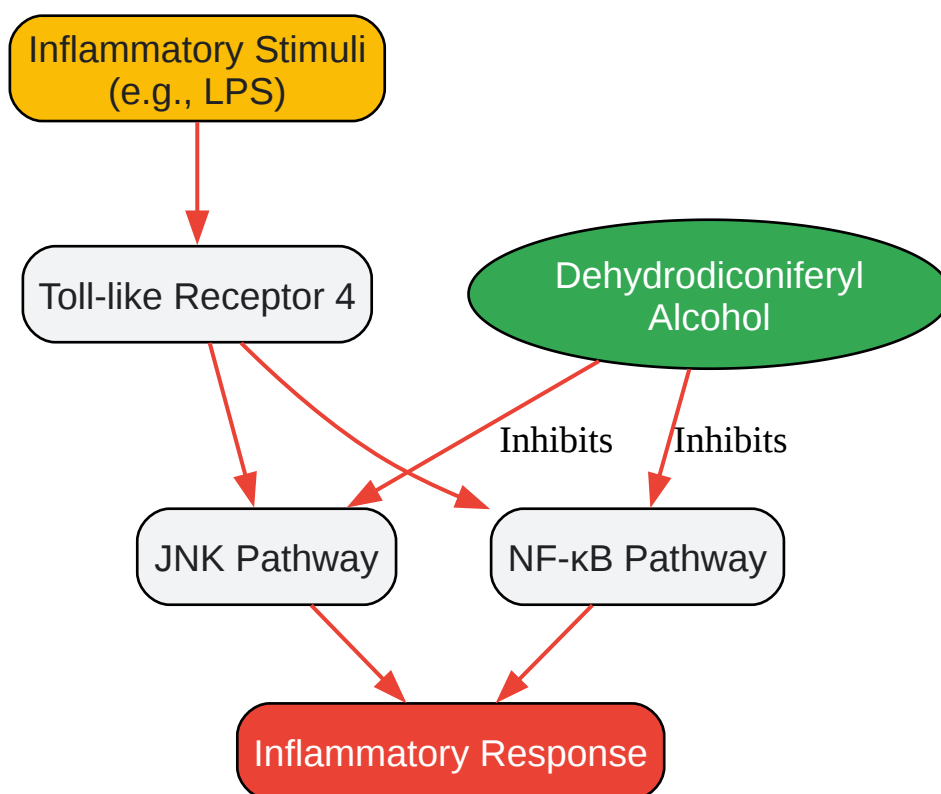 Inflammatory Stimuli
(e.g., LPS)
Toll-like Receptor 4
Dehydrodiconiferyl
Alcohol
Inhibits
Inhibits
JNK Pathway
NF-κB Pathway
Inflammatory Response